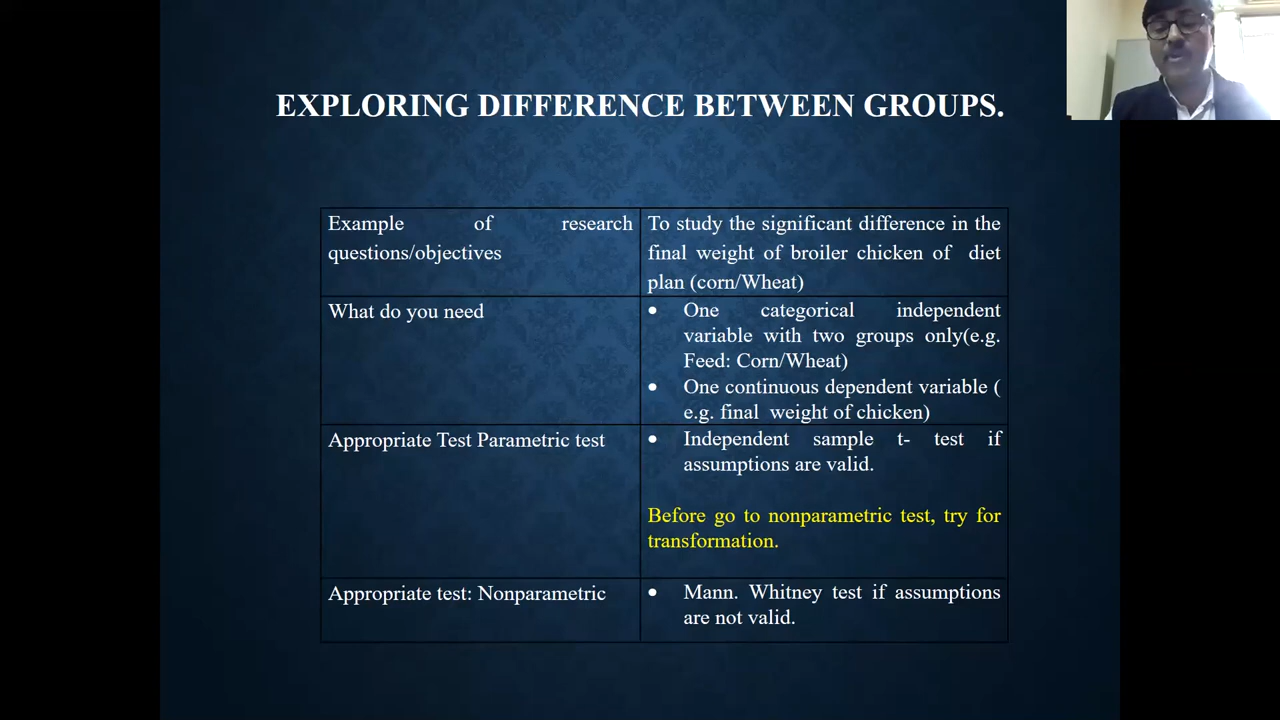 EXPLORING DIFFERENCE BETWEEN GROUPS.
Example of research
questions/objectives
To study the significant difference in the
final weight of broiler chicken of diet
plan (corn/Wheat)
What do you need
• One categorical independent
variable with two groups only(e.g.
Feed: Corn/Wheat)
• One continuous dependent variable (
e.g. final weight of chicken)
Appropriate Test Parametric test
• Independent sample t- test if
assumptions are valid.
Before go to nonparametric test, try for
transformation.
Appropriate test: Nonparametric
• Mann. Whitney test if assumptions
are not valid.